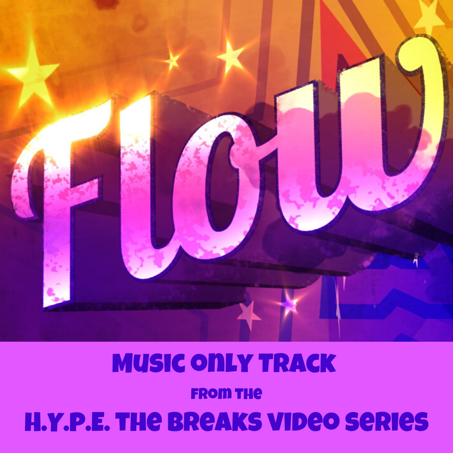 Flow
Music Only Track
From the
H.Y.P.E. The Breaks Video Series